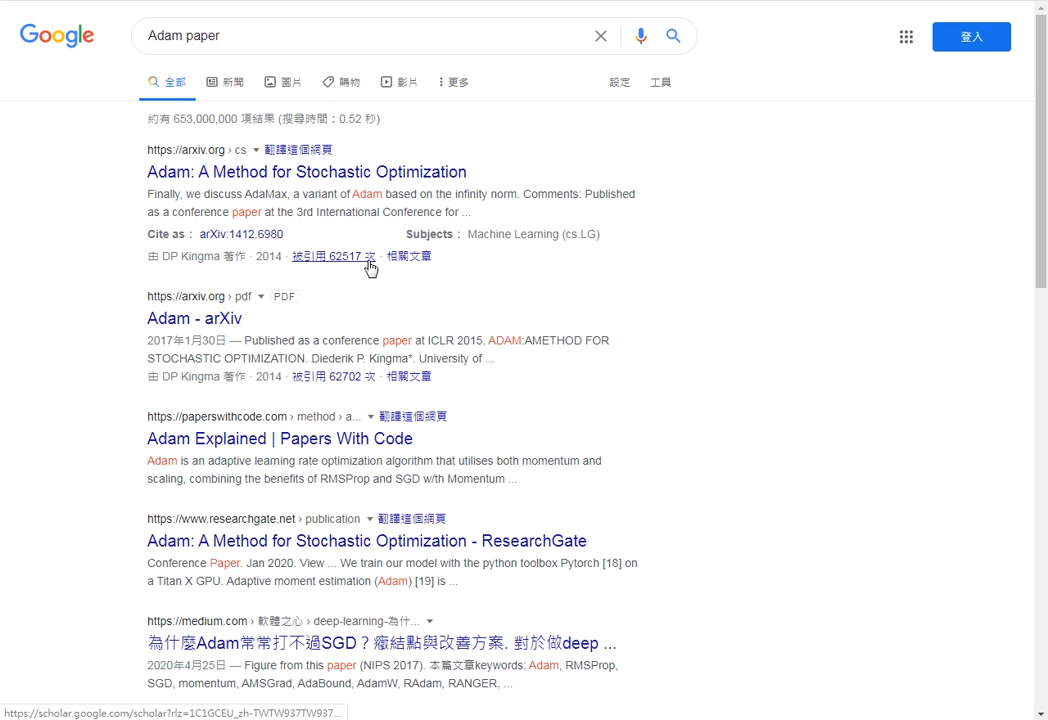 Google
Adam paper
登入
全部 新聞 圖片 購物 影片 更多 設定 工具
約有 653,000,000 項結果 (搜尋時間：0.52 秒)
https://arxiv.org › cs 翻譯這個網頁
Adam: A Method for Stochastic Optimization
Finally, we discuss AdaMax, a variant of Adam based on the infinity norm. Comments: Published
as a conference paper at the 3rd International Conference for ...
Cite as： arXiv:1412.6980 Subjects： Machine Learning (cs.LG)
由 DP Kingma 著作 · 2014 · 被引用 62517 次 · 相關文章
https://arxiv.org › pdf PDF
Adam - arXiv
2017年1月30日 — Published as a conference paper at ICLR 2015. ADAM:AMETHOD FOR
STOCHASTIC OPTIMIZATION. Diederik P. Kingma*. University of ...
由 DP Kingma 著作 · 2014 · 被引用 62702 次 · 相關文章
https://paperswithcode.com › method › a... 翻譯這個網頁
Adam Explained | Papers With Code
Adam is an adaptive learning rate optimization algorithm that utilises both momentum and
scaling, combining the benefits of RMSProp and SGD w/th Momentum ...
https://www.researchgate.net › publication 翻譯這個網頁
Adam: A Method for Stochastic Optimization - ResearchGate
Conference Paper. Jan 2020. View ... We train our model with the python toolbox Pytorch [18] on
a Titan X GPU. Adaptive moment estimation (Adam) [19] is ...
https://medium.com › 軟體之心 › deep-learning-為什...
為什麼Adam常常打不過SGD？癥結點與改善方案. 對於做deep ...
2020年4月25日 — Figure from this paper (NIPS 2017). 本篇文章keywords: Adam, RMSProp,
SGD, momentum, AMSGrad, AdaBound, AdamW, RAdam, RANGER, ...
https://scholar.google.com/scholar?rlz=1C1GCEU_zh-TWTW937TW937...